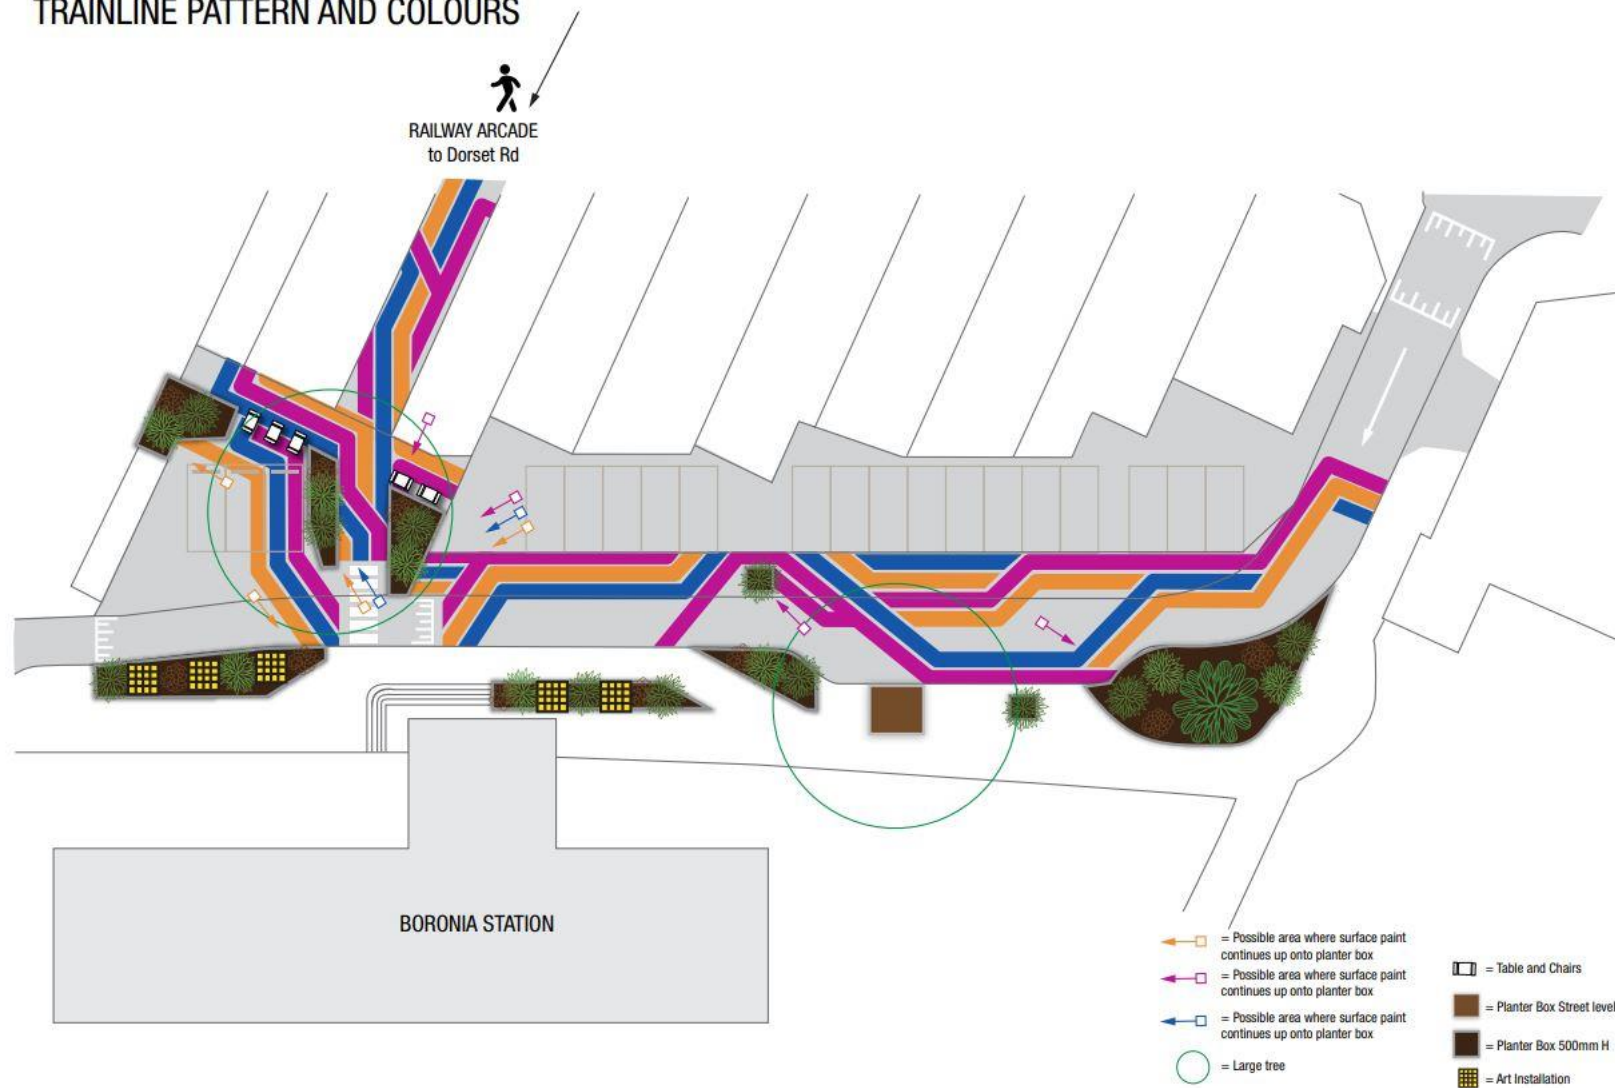 TRAINLINE PATTERN AND COLOURS
RAILWAY ARCADE
to Dorset Rd
BORONIA STATION
= Possible area where surface paint
continues up onto planter box
= Possible area where surface paint
continues up onto planter box
= Possible area where surface paint
continues up onto planter box
= Large tree
= Table and Chairs
= Planter Box Street level
= Planter Box 500mm H
= Art Installation